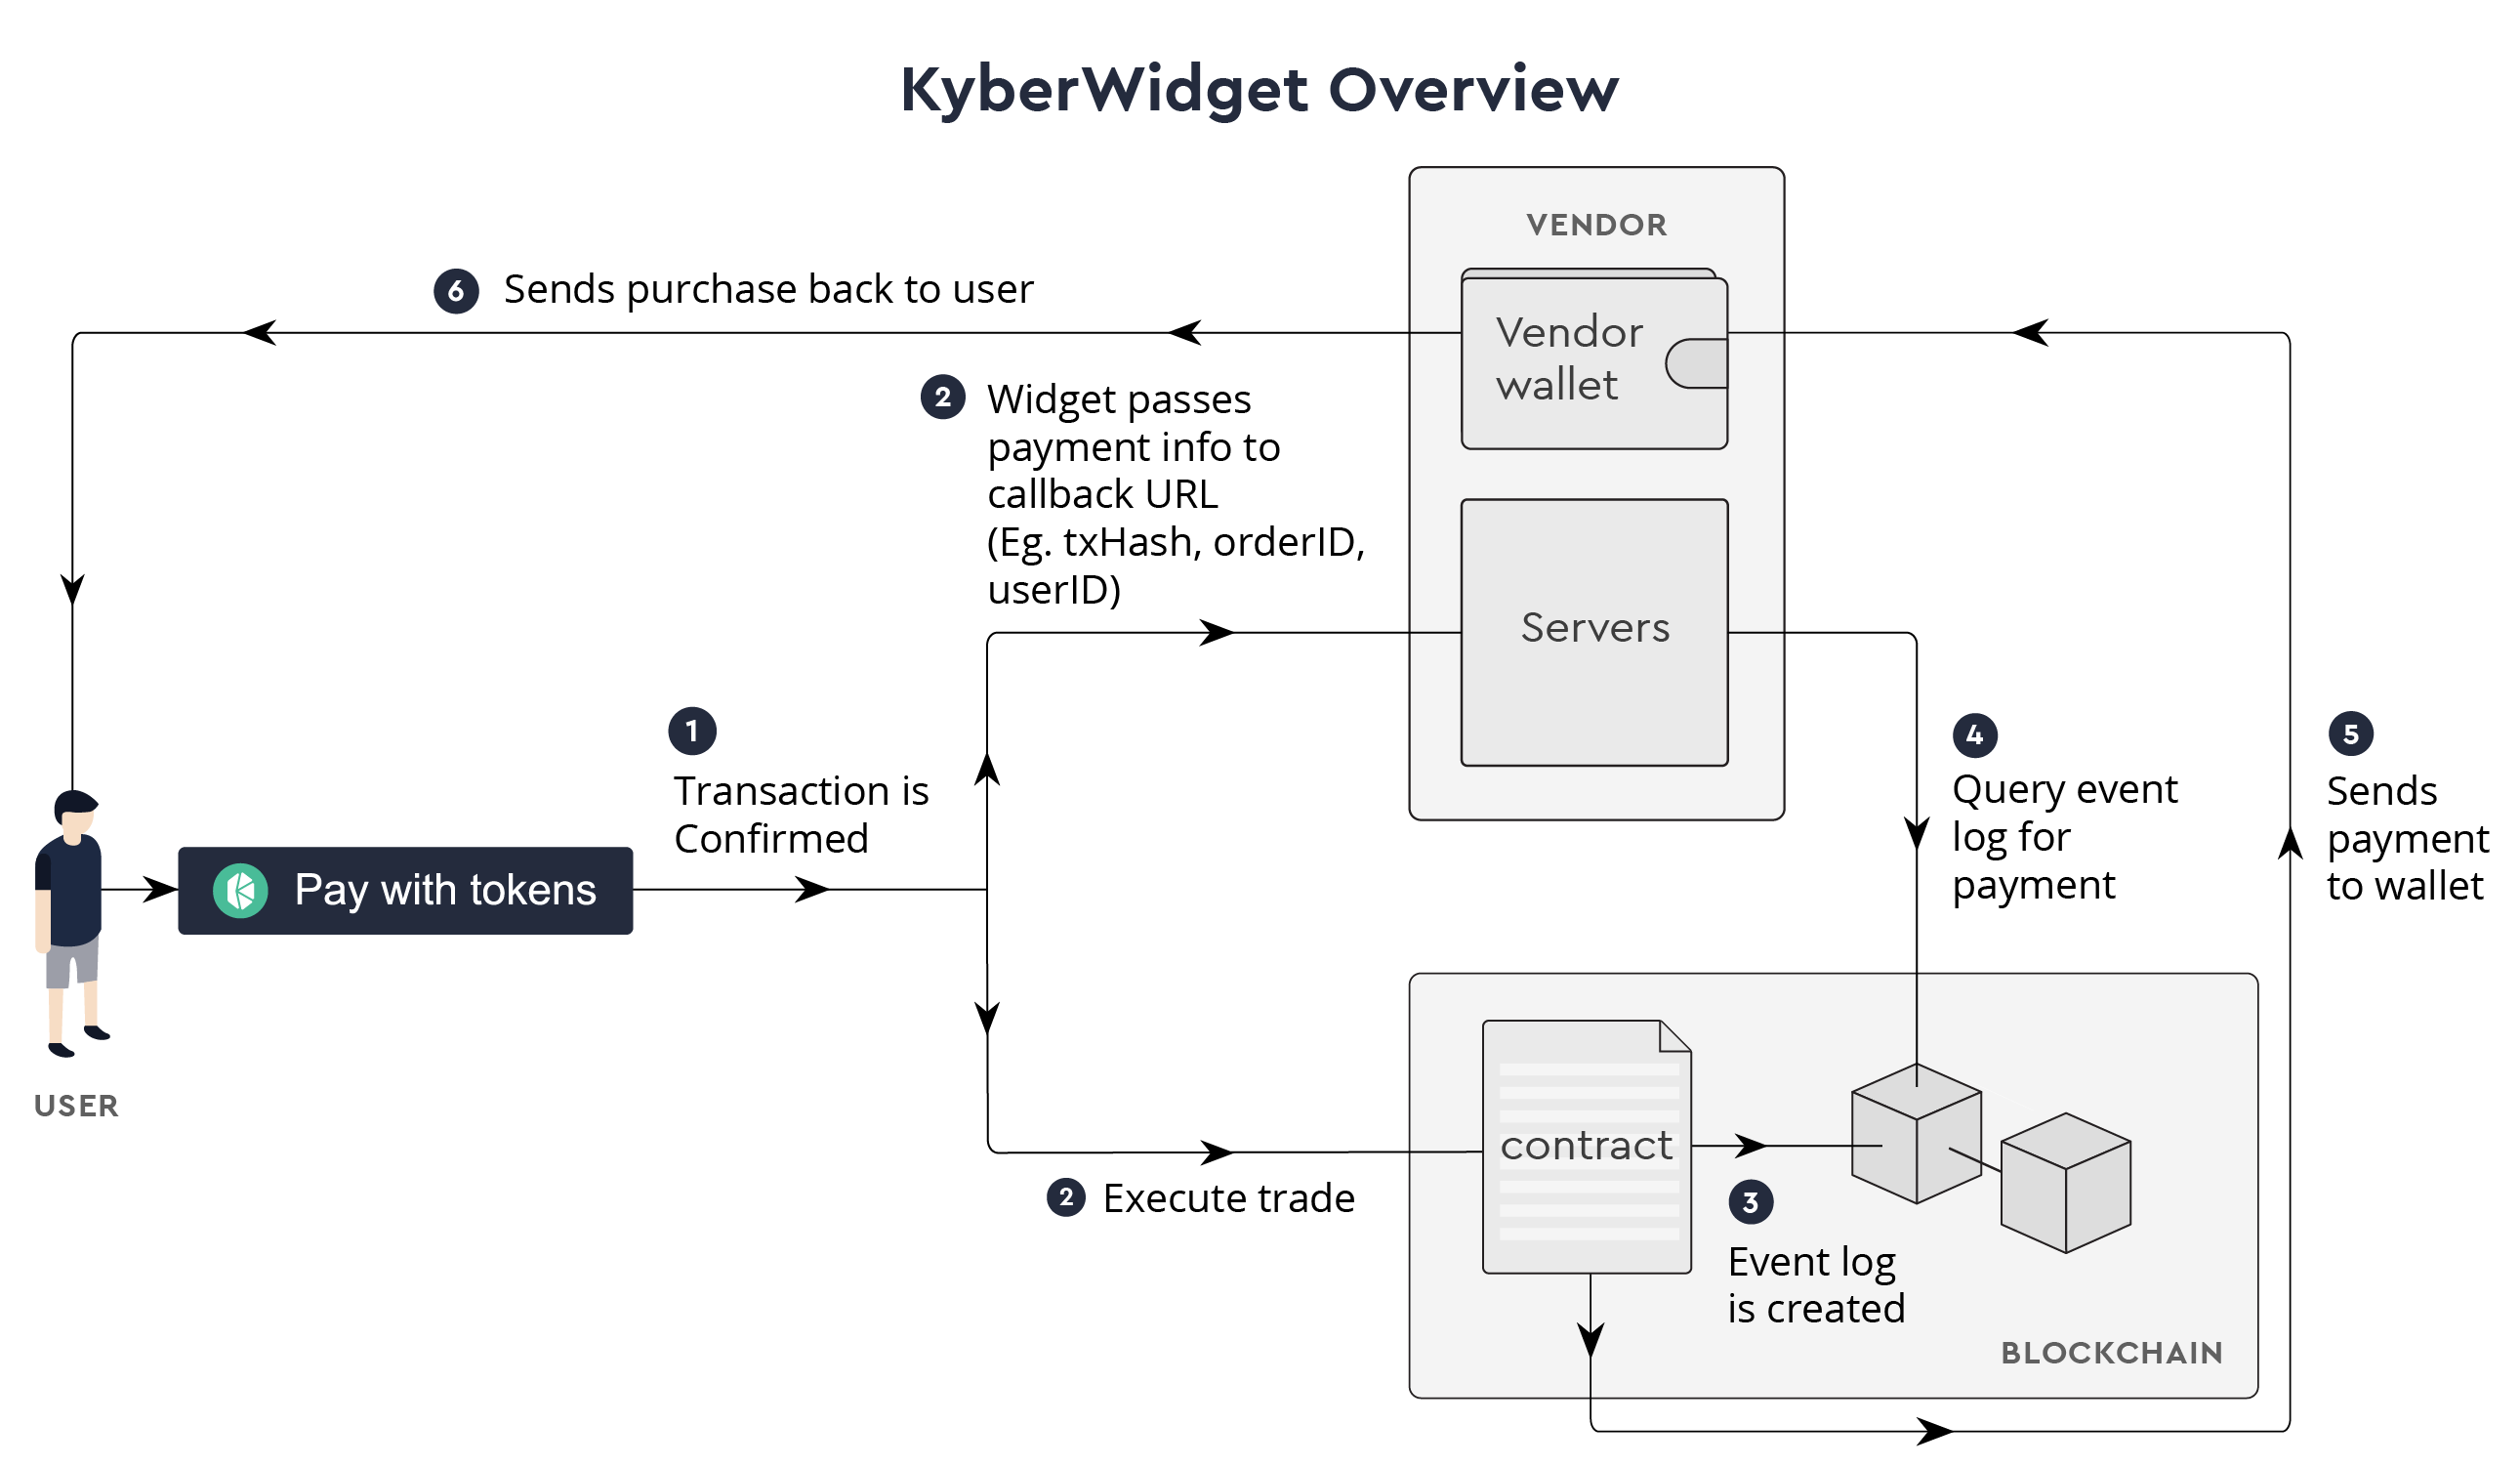 KyberWidget Overview
VENDOR
6 Sends purchase back to user
Vendor
wallet
2 Widget passes
payment info to
callback URL
(Eg. txHash, orderID,
userID)
Servers
1
Transaction is
Confirmed
4
Query event
log for
payment
5
Sends
payment
to wallet
Pay with tokens
USER
contract
2 Execute trade
3
Event log
is created
BLOCKCHAIN